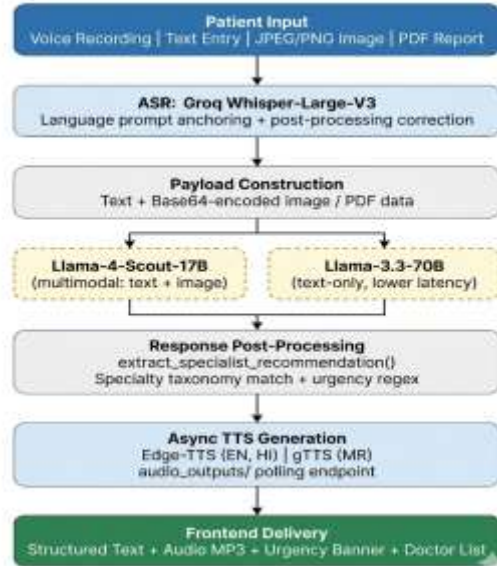 Patient Input
Voice Recording | Text Entry | JPEG/PNG Image | PDF Report
ASR: Groq Whisper-Large-V3
Language prompt anchoring + post-processing correction
Payload Construction
Text + Base64-encoded image / PDF data
Llama-4-Scout-17B
(multimodal: text + image)
Llama-3.3-70B
(text-only, lower latency)
Response Post-Processing
extract_specialist_recommendation()
Specialty taxonomy match + urgency regex
Async TTS Generation
Edge-TTS (EN, HI) | gTTS (MR)
audio_outputs/ polling endpoint
Frontend Delivery
Structured Text + Audio MP3 + Urgency Banner + Doctor List